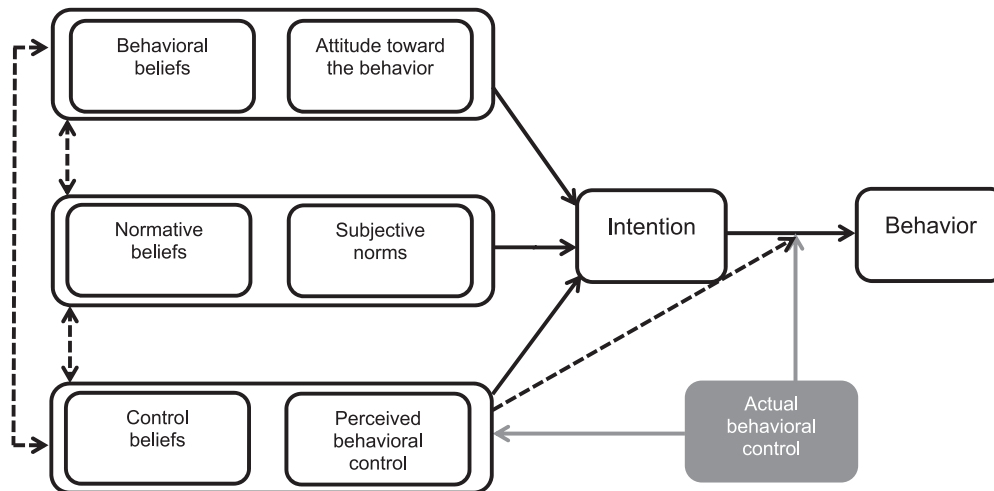 Behavioral
beliefs
Attitude toward
the behavior
Normative
beliefs
Subjective
norms
Intention
Behavior
Control
beliefs
Perceived
behavioral
control
Actual
behavioral
control